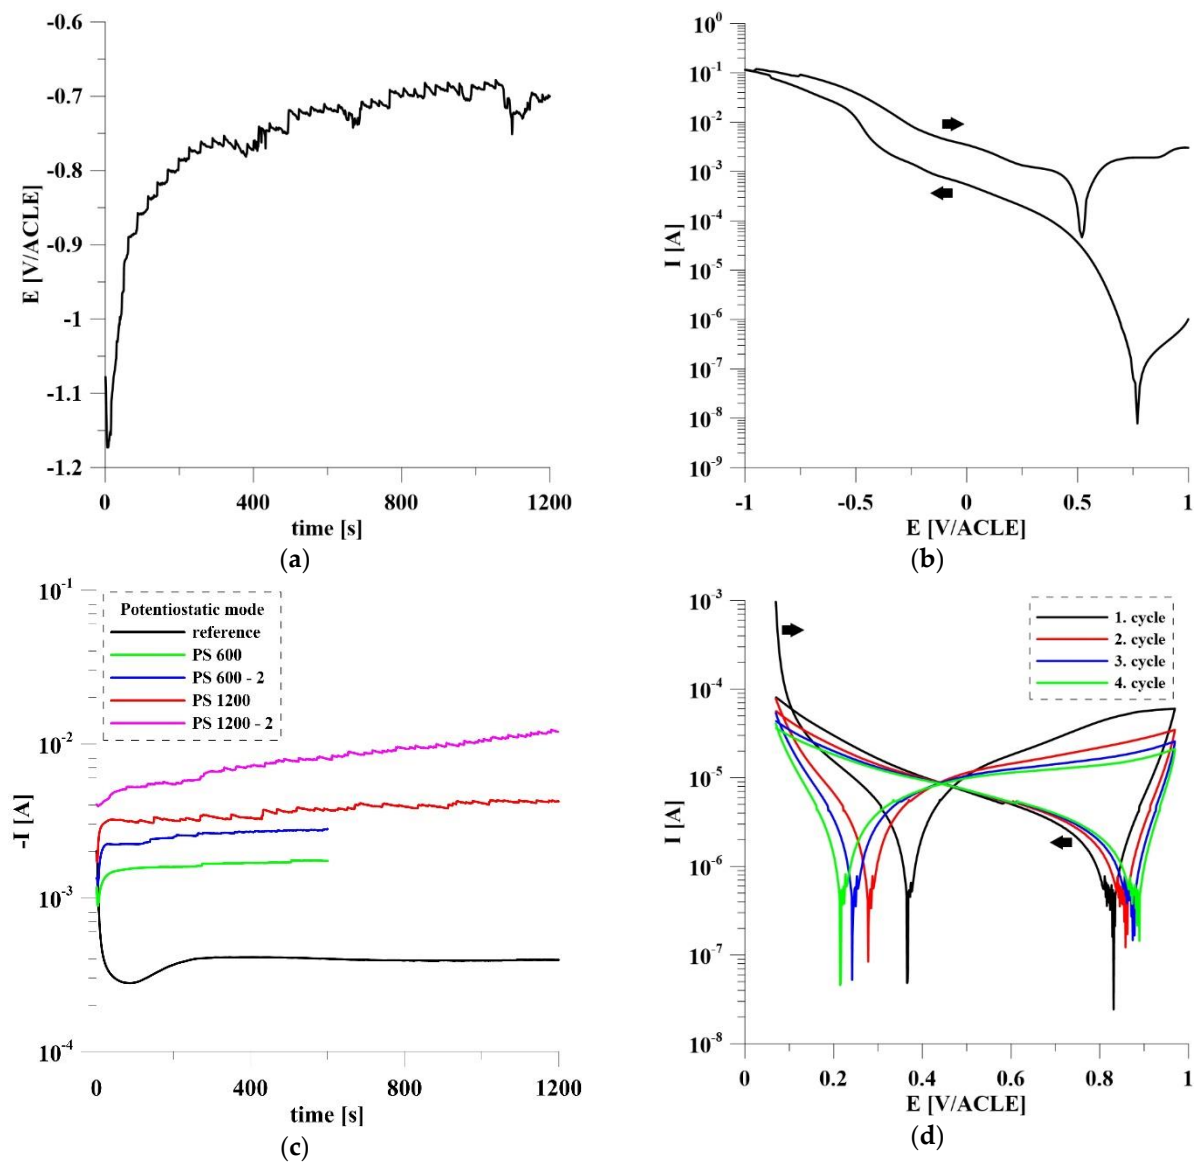 -0.6
-0.7
-0.8
-0.9
-1
-1.1
-1.2
E [V/ACLE]
0 400 800 1200
time [s]
(a)
10⁰
10⁻¹
10⁻²
10⁻³
10⁻⁴
10⁻⁵
10⁻⁶
10⁻⁷
10⁻⁸
10⁻⁹
I [A]
-1 -0.5 0 0.5 1
E [V/ACLE]
(b)
10⁻¹
10⁻²
10⁻³
10⁻⁴
-I [A]
Potentiostatic mode
reference
PS 600
PS 600 - 2
PS 1200
PS 1200 - 2
0 400 800 1200
time [s]
(c)
10⁻³
10⁻⁴
10⁻⁵
10⁻⁶
10⁻⁷
10⁻⁸
I [A]
1. cycle
2. cycle
3. cycle
4. cycle
0 0.2 0.4 0.6 0.8 1
E [V/ACLE]
(d)